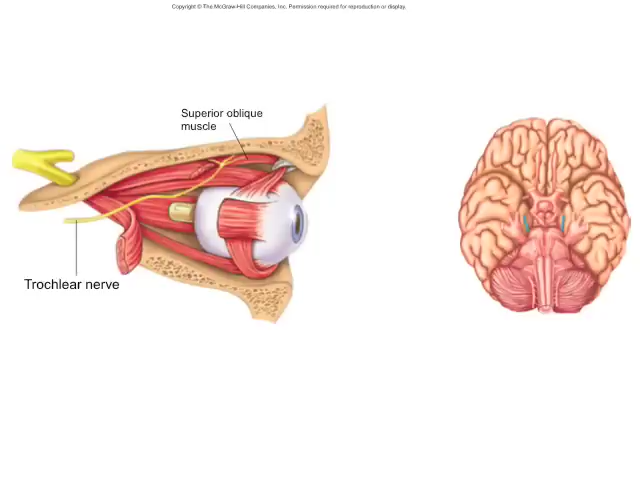 Copyright © The McGraw-Hill Companies, Inc. Permission required for reproduction or display.
Superior oblique
muscle
Trochlear nerve